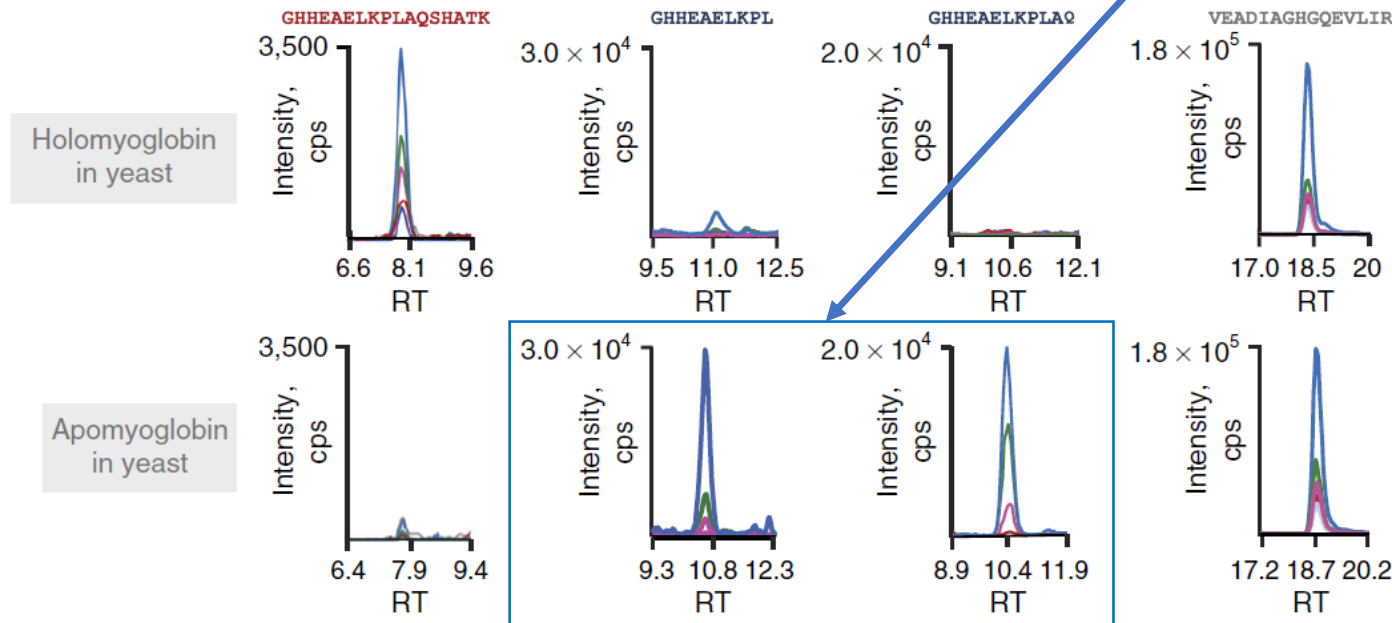 GHHEAELKPLAQSHATK
GHHEAELKPL
GHHEAELKPLAQ
VEADIAGHGQEVLIR
Holomyoglobin
in yeast
3,500
Intensity,
cps
6.6 8.1 9.6
RT
3.0 × 10⁴
Intensity,
cps
9.5 11.0 12.5
RT
2.0 × 10⁴
Intensity,
cps
9.1 10.6 12.1
RT
1.8 × 10⁵
Intensity,
cps
17.0 18.5 20
RT
Apomyoglobin
in yeast
3,500
Intensity,
cps
6.4 7.9 9.4
RT
3.0 × 10⁴
Intensity,
cps
9.3 10.8 12.3
RT
2.0 × 10⁴
Intensity,
cps
8.9 10.4 11.9
RT
1.8 × 10⁵
Intensity,
cps
17.2 18.7 20.2
RT